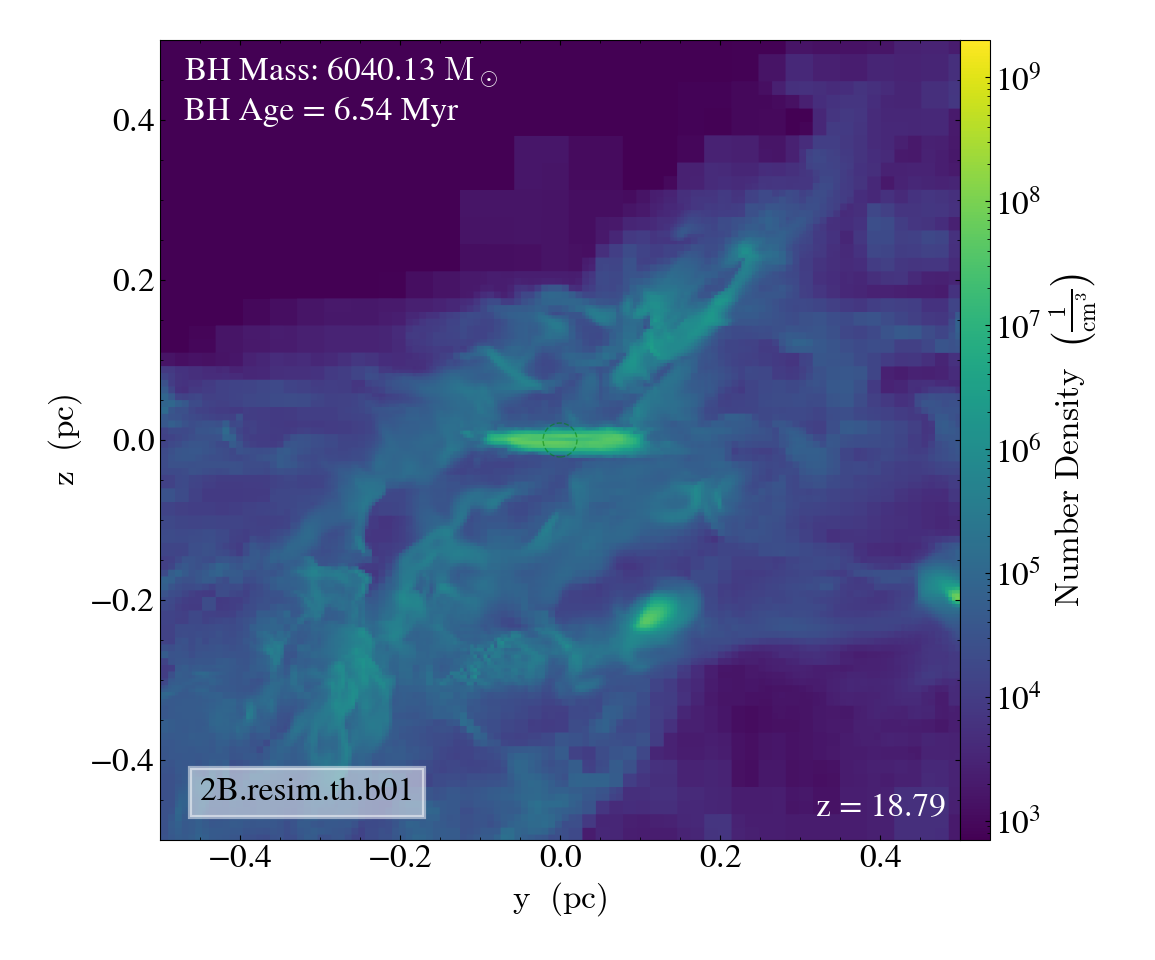 BH Mass: 6040.13 M⊙
BH Age = 6.54 Myr
0.4
0.2
0.0
−0.2
−0.4
z (pc)
2B.resim.th.b01
z = 18.79
−0.4 −0.2 0.0 0.2 0.4
y (pc)
10⁹
10⁸
10⁷
10⁶
10⁵
10⁴
10³
Number Density (1/cm³)